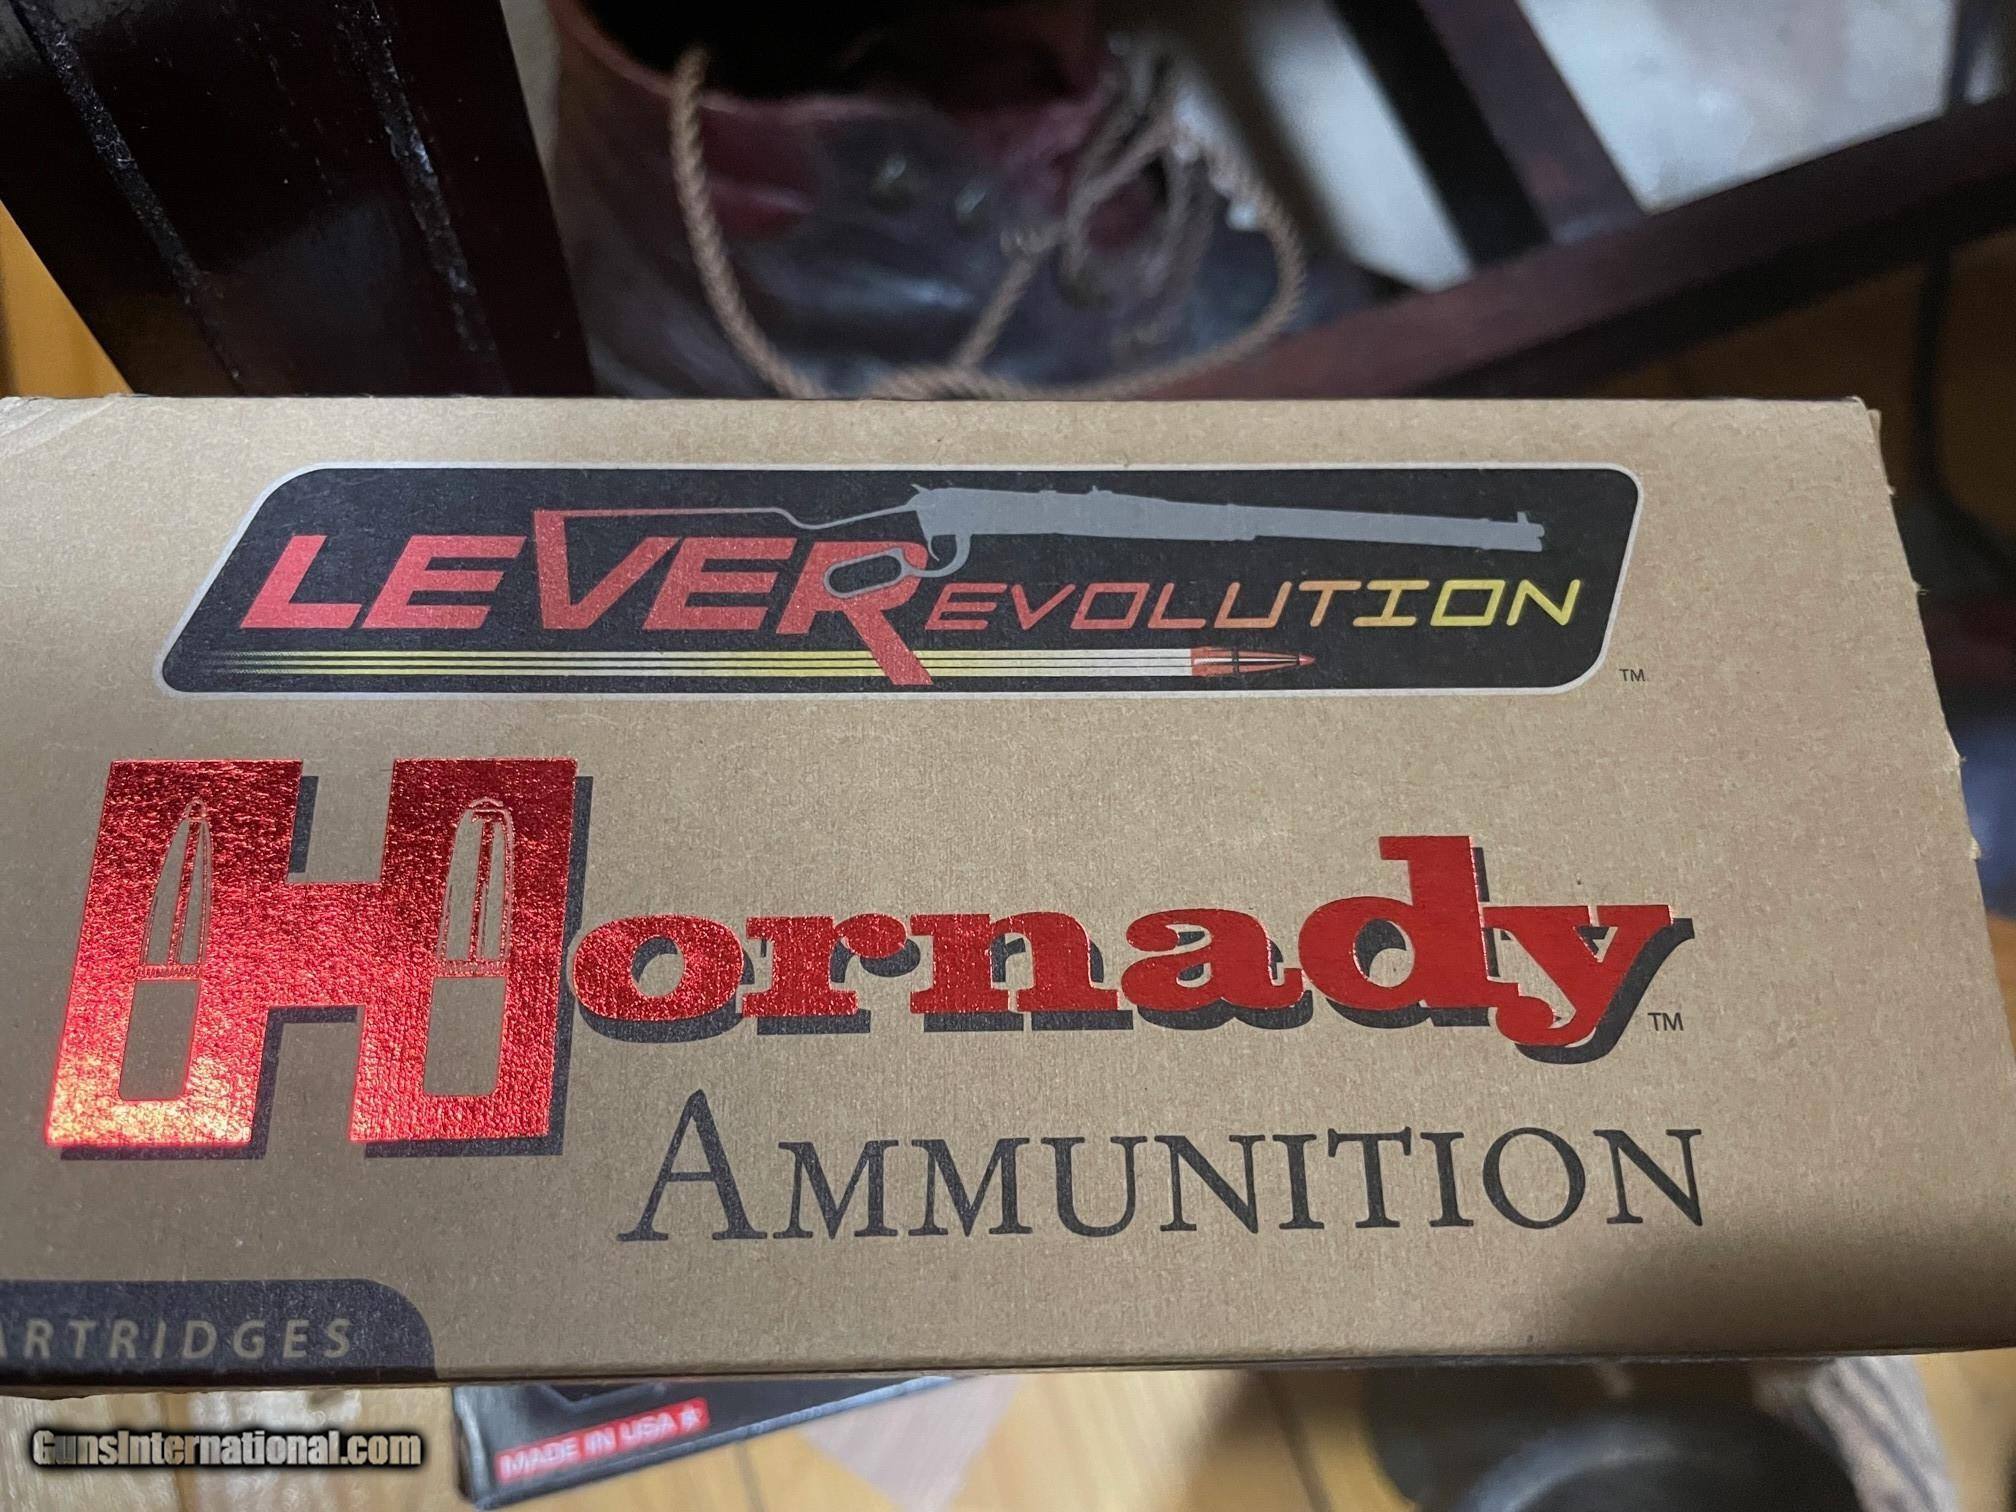 LEVEREVOLUTION
TM
Hornady
TM
AMMUNITION
ARTRIDGES
MADE IN USA
GunsInternational.com